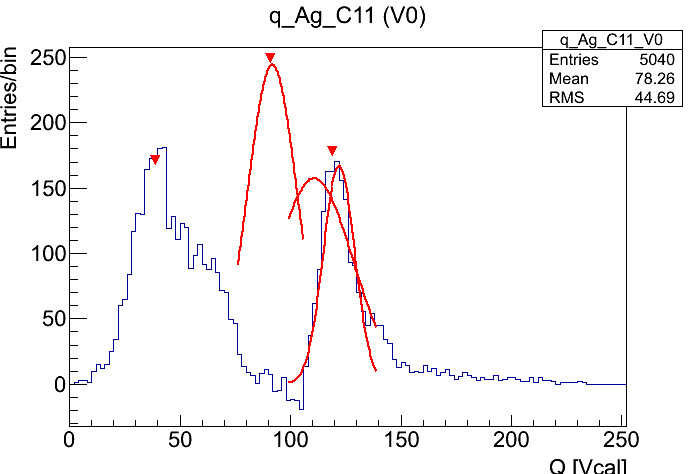 q_Ag_C11 (V0)
q_Ag_C11_V0
Entries 5040
Mean 78.26
RMS 44.69
Entries/bin
250
200
150
100
50
0
0 50 100 150 200 250
Q [Vcal]